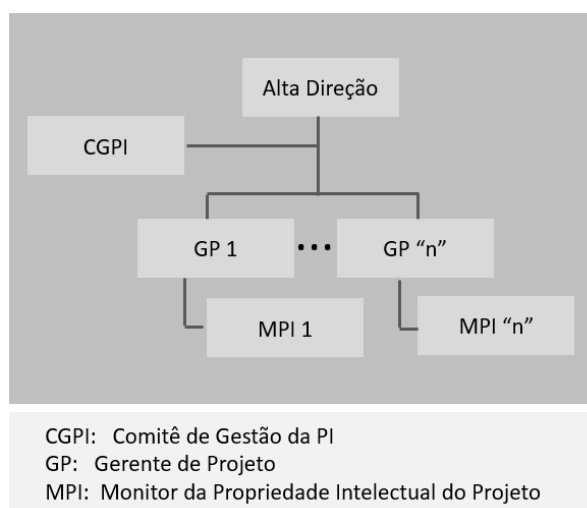 Alta Direção
CGPI
GP 1 ••• GP “n”
MPI 1
MPI “n”
CGPI: Comitê de Gestão da PI
GP: Gerente de Projeto
MPI: Monitor da Propriedade Intelectual do Projeto